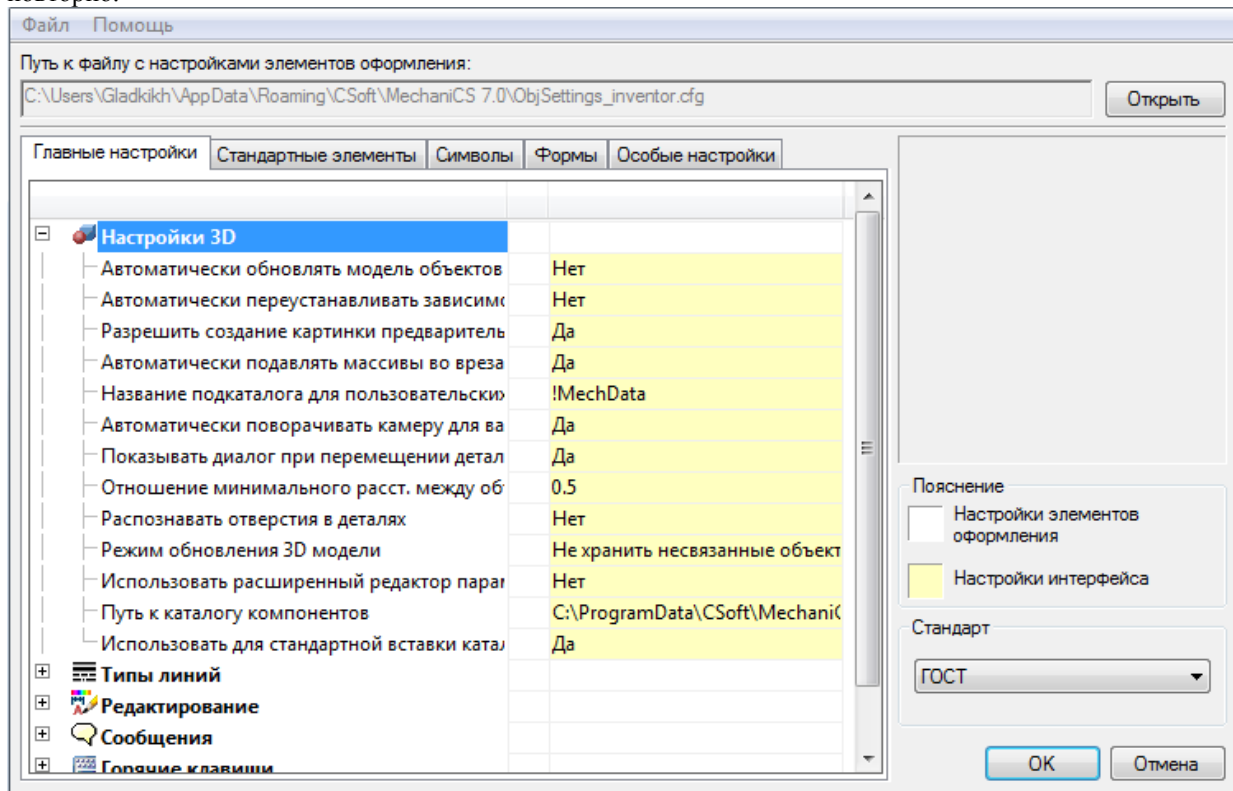 Файл Помощь
Путь к файлу с настройками элементов оформления:
C:\Users\Gladkikh\AppData\Roaming\CSoft\MechaniCS 7.0\ObjSettings_inventor.cfg
Открыть
Главные настройки Стандартные элементы Символы Формы Особые настройки
Настройки 3D
Автоматически обновлять модель объектов Нет
Автоматически переустанавливать зависимо Нет
Разрешить создание картинки предваритель Да
Автоматически подавлять массивы во вреза Да
Название подкаталога для пользовательских !MechData
Автоматически поворачивать камеру для ва Да
Показывать диалог при перемещении детал Да
Отношение минимального расст. между об 0.5
Распознавать отверстия в деталях Нет
Режим обновления 3D модели Не хранить несвязанные объект
Использовать расширенный редактор парам Нет
Путь к каталогу компонентов C:\ProgramData\CSoft\MechaniC
Использовать для стандартной вставки катал Да
Типы линий
Редактирование
Сообщения
Горячие клавиши
Пояснение
Настройки элементов
оформления
Настройки интерфейса
Стандарт
ГОСТ
OK Отмена